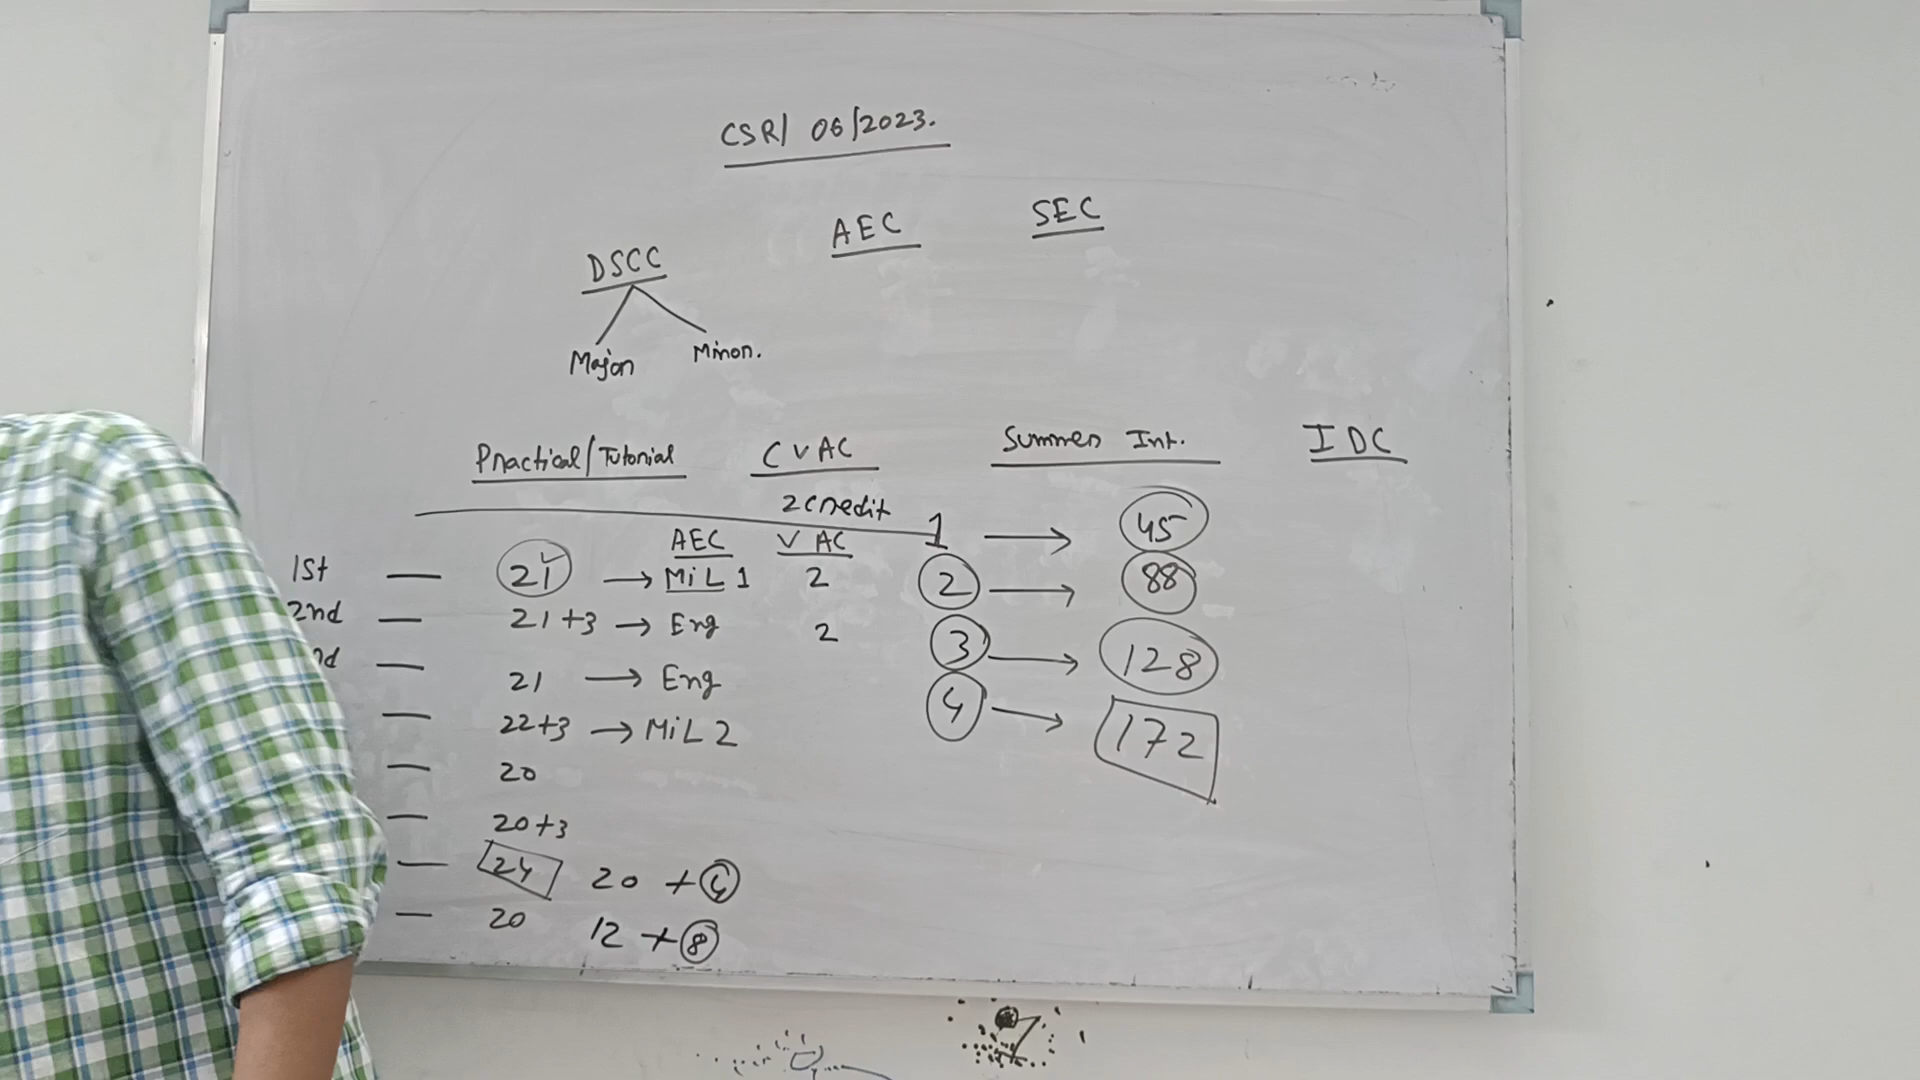 CSR/ 06/2023.
DSCC AEC SEC
Major Minor.
Practical/Tutorial CVAC Summer Int. IDC
2 credit
AEC VAC 1 → 45
1st — 21 → MiL 1 2 2 → 88
2nd — 21+3 → Eng 2 3 → 128
— 21 → Eng 4 → 172
— 22+3 → MiL 2
— 20
— 20+3
— 24 20 + 4
— 20 12 + 8